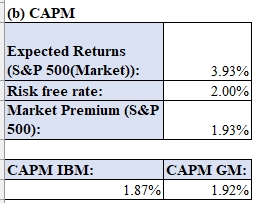 (b) CAPM
Expected Returns
(S&P 500(Market)): 3.93%
Risk free rate: 2.00%
Market Premium (S&P
500): 1.93%
CAPM IBM: CAPM GM:
1.87% 1.92%